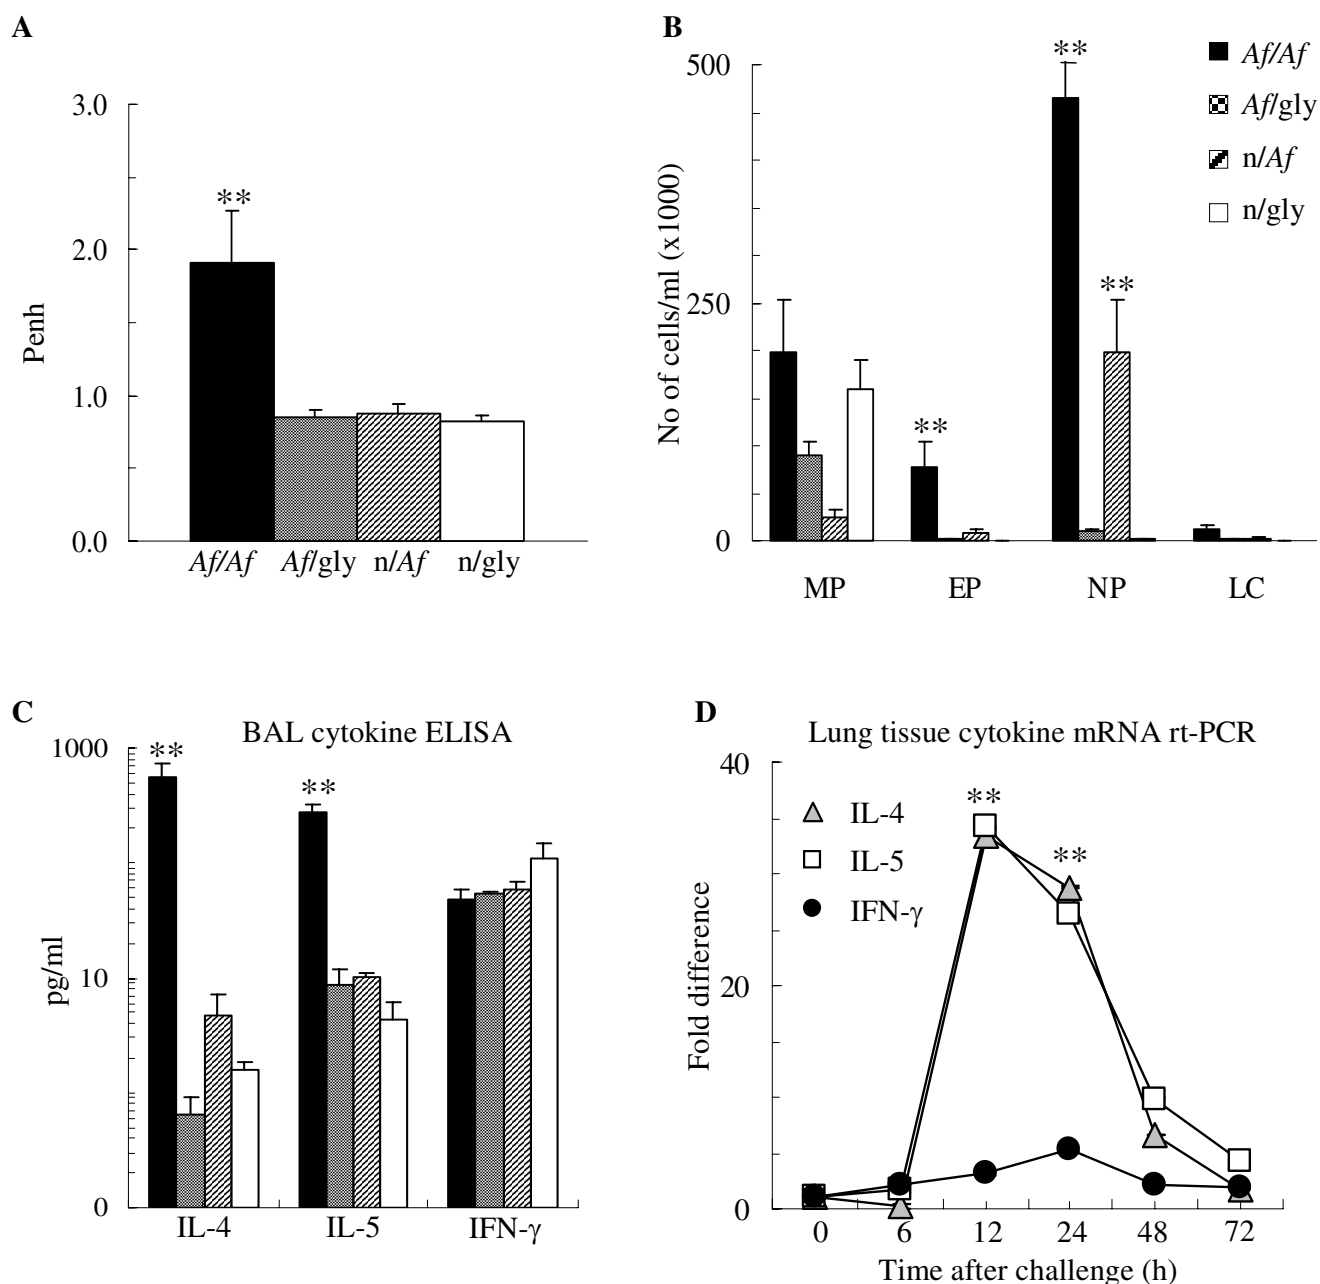 A
3.0
2.0
1.0
0.0
Penh
**
Af/Af Af/gly n/Af n/gly
B
500
250
0
No of cells/ml (x1000)
**
**
**
Af/Af
Af/gly
n/Af
n/gly
MP EP NP LC
C
BAL cytokine ELISA
1000
10
0
pg/ml
**
**
IL-4 IL-5 IFN-γ
D
Lung tissue cytokine mRNA rt-PCR
40
20
0
Fold difference
IL-4
IL-5
IFN-γ
**
**
0 6 12 24 48 72
Time after challenge (h)